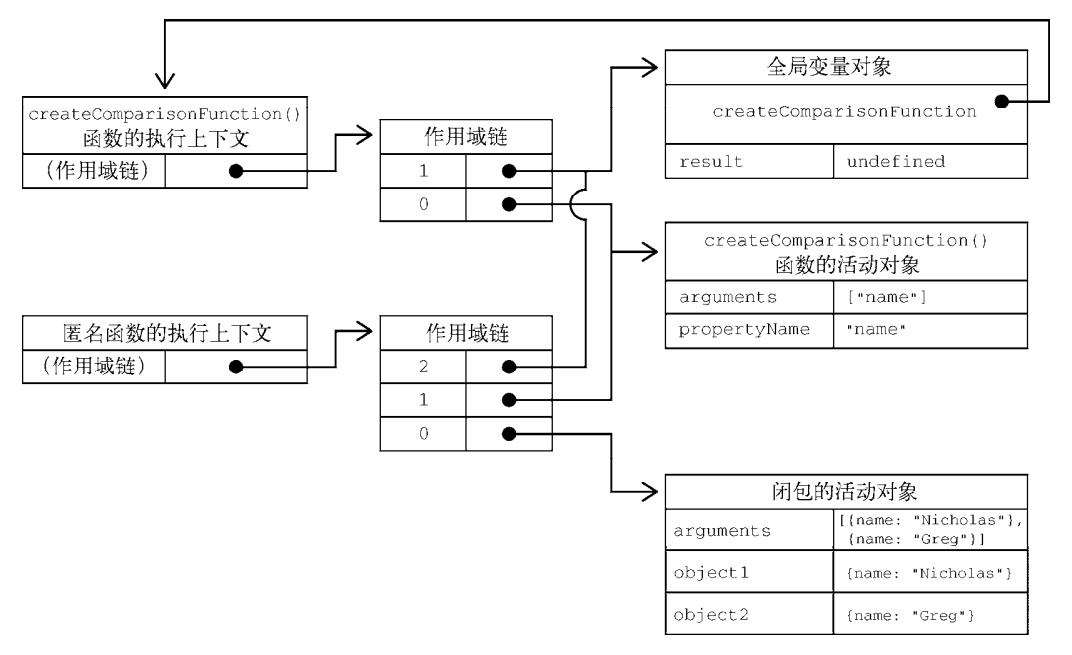 createComparisonFunction()
函数的执行上下文
(作用域链)
作用域链
1
0
全局变量对象
createComparisonFunction
result undefined
createComparisonFunction()
函数的活动对象
arguments ["name"]
propertyName "name"
匿名函数的执行上下文
(作用域链)
作用域链
2
1
0
闭包的活动对象
arguments [{name: "Nicholas"},
{name: "Greg"}]
object1 {name: "Nicholas"}
object2 {name: "Greg"}